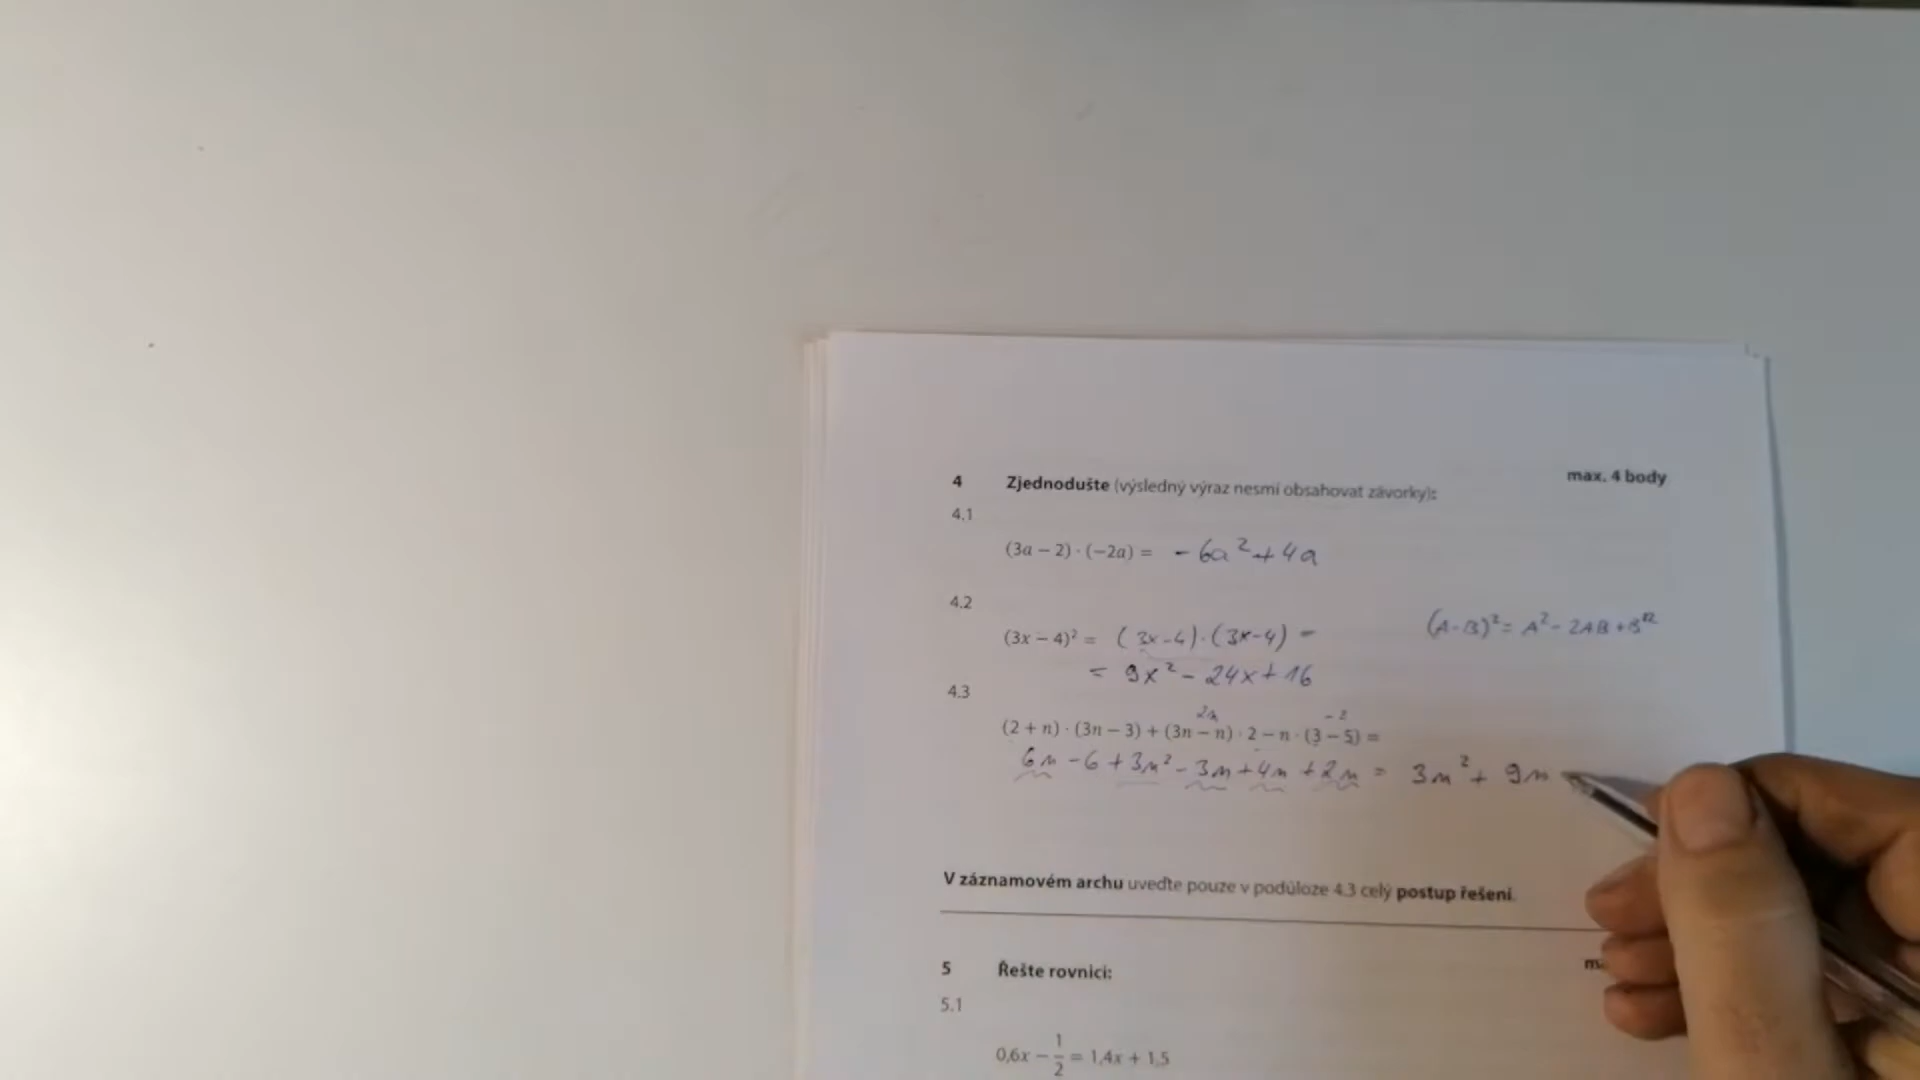 4 Zjednodušte (výsledný výraz nesmí obsahovat závorky): max. 4 body
4.1
(3a − 2) · (−2a) = - 6a² + 4a
4.2
(3x − 4)² = (3x-4)·(3x-4) =
(A-B)² = A² - 2AB + B²
= 9x² - 24x + 16
4.3
2n -2
(2 + n) · (3n − 3) + (3n − n) · 2 − n · (3 − 5) =
6n - 6 + 3n² - 3n + 4n + 2n = 3n² + 9n
V záznamovém archu uveďte pouze v podúloze 4.3 celý postup řešení.
5 Řešte rovnici:
5.1
0,6x − 1/2 = 1,4x + 1,5